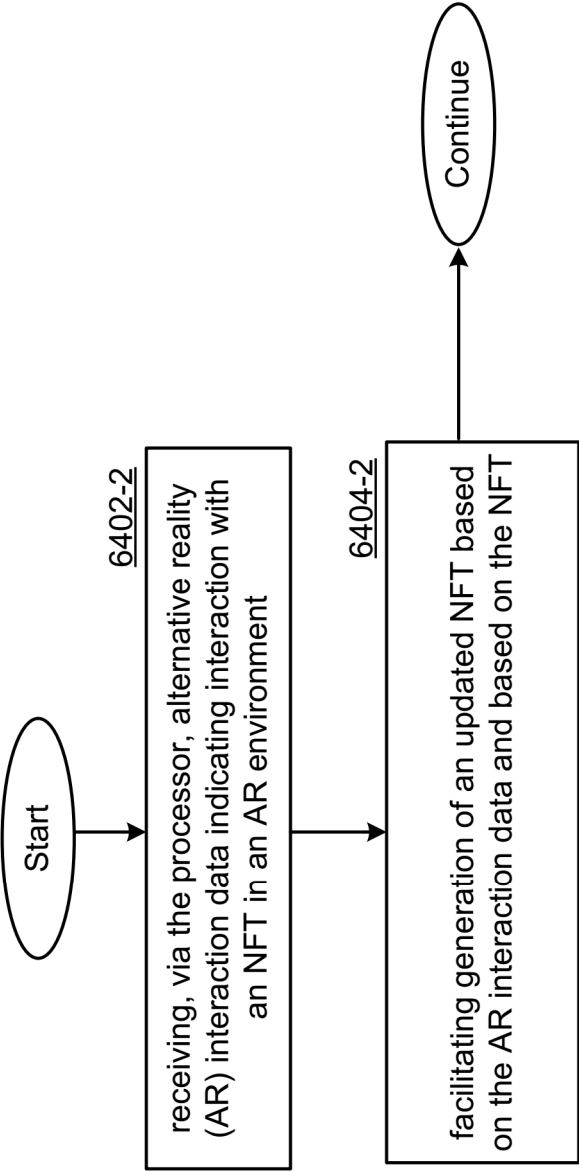 Start
6402-2
receiving, via the processor, alternative reality
(AR) interaction data indicating interaction with
an NFT in an AR environment
6404-2
facilitating generation of an updated NFT based
on the AR interaction data and based on the NFT
Continue